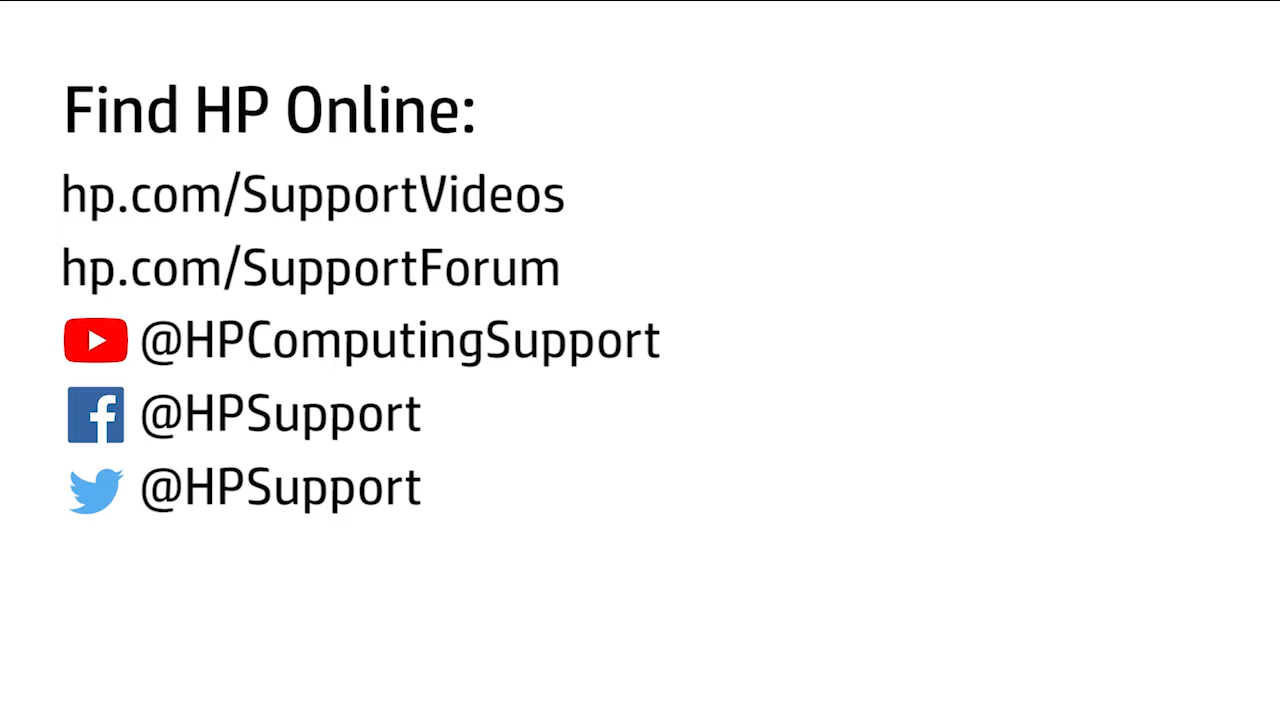 Find HP Online:
hp.com/SupportVideos
hp.com/SupportForum
@HPComputingSupport
@HPSupport
@HPSupport